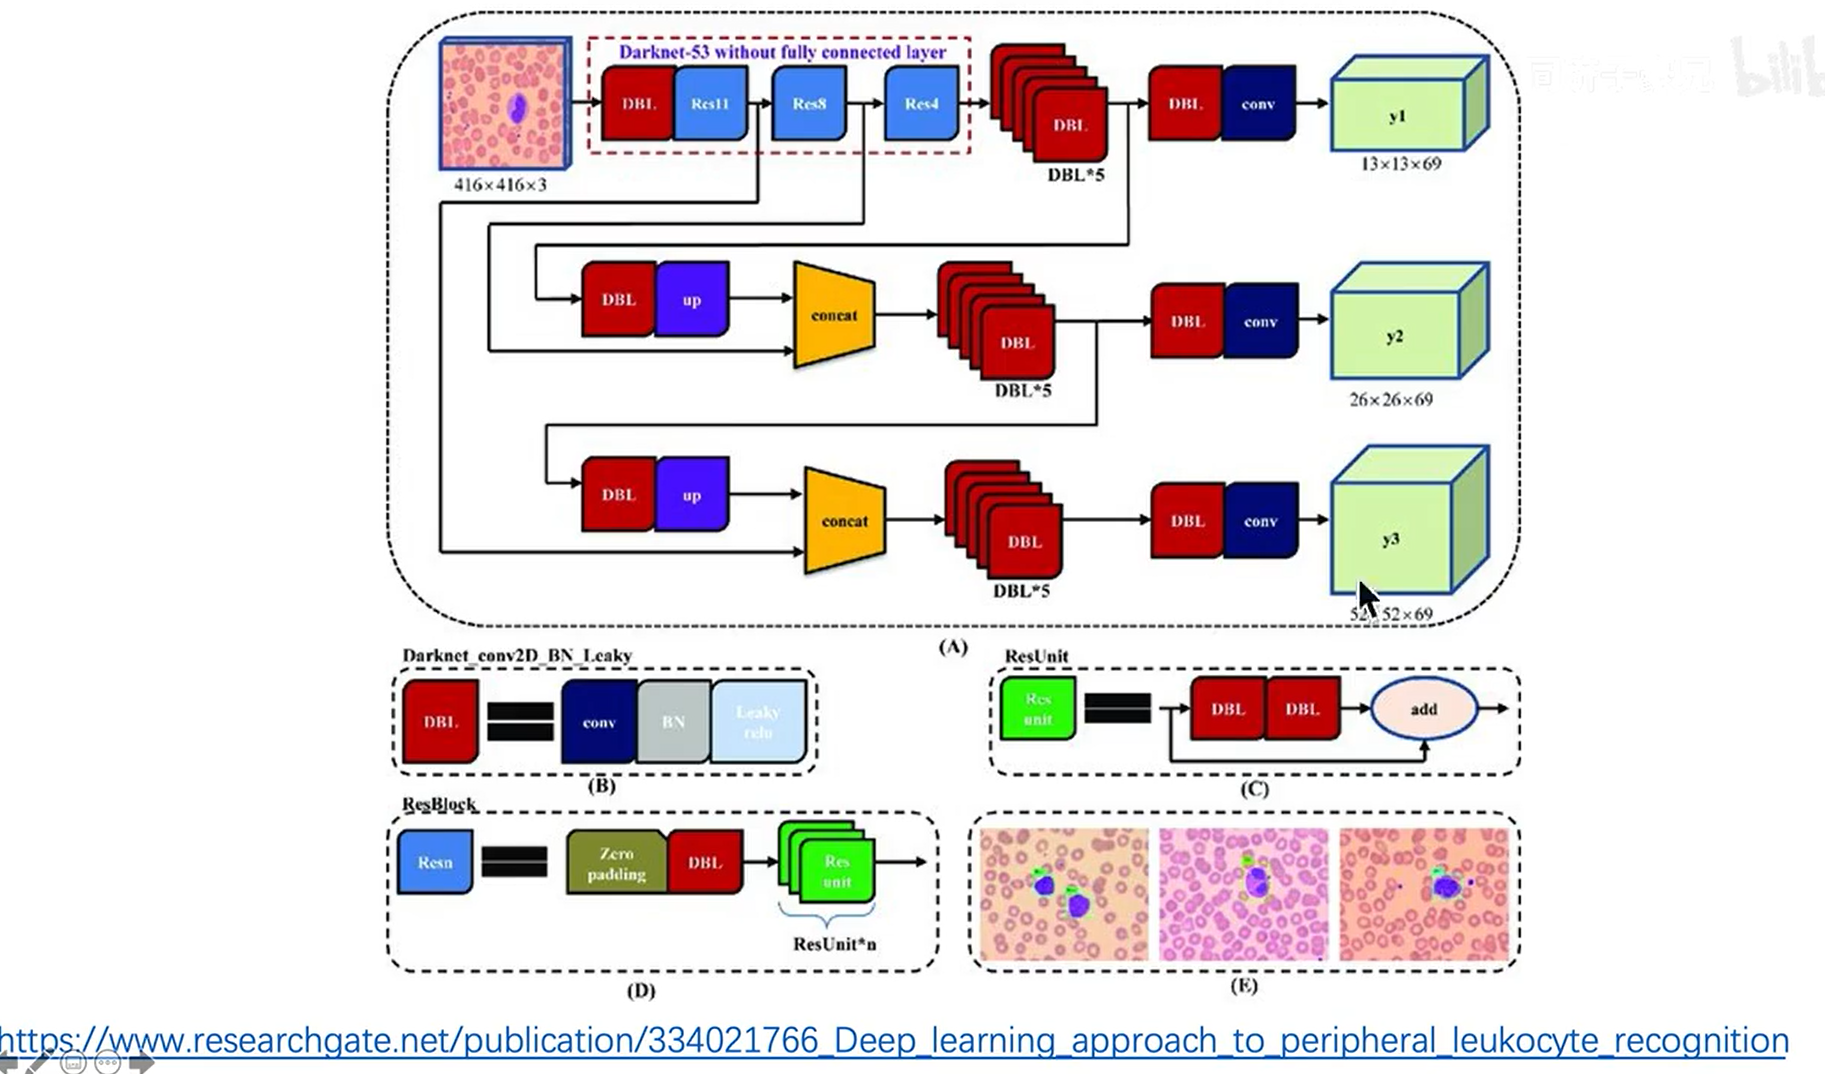 Darknet-53 without fully connected layer
DBL Res11 Res8 Res4 DBL DBL conv y1
416×416×3
DBL*5
13×13×69
DBL up concat DBL DBL conv y2
DBL*5
26×26×69
DBL up concat DBL DBL conv y3
DBL*5
52×52×69
(A)
Darknet_conv2D_BN_Leaky
DBL conv BN Leaky relu
(B)
ResUnit
Res unit DBL DBL add
(C)
ResBlock
Resn Zero padding DBL Res unit
ResUnit*n
(D)
(E)
https://www.researchgate.net/publication/334021766_Deep_learning_approach_to_peripheral_leukocyte_recognition